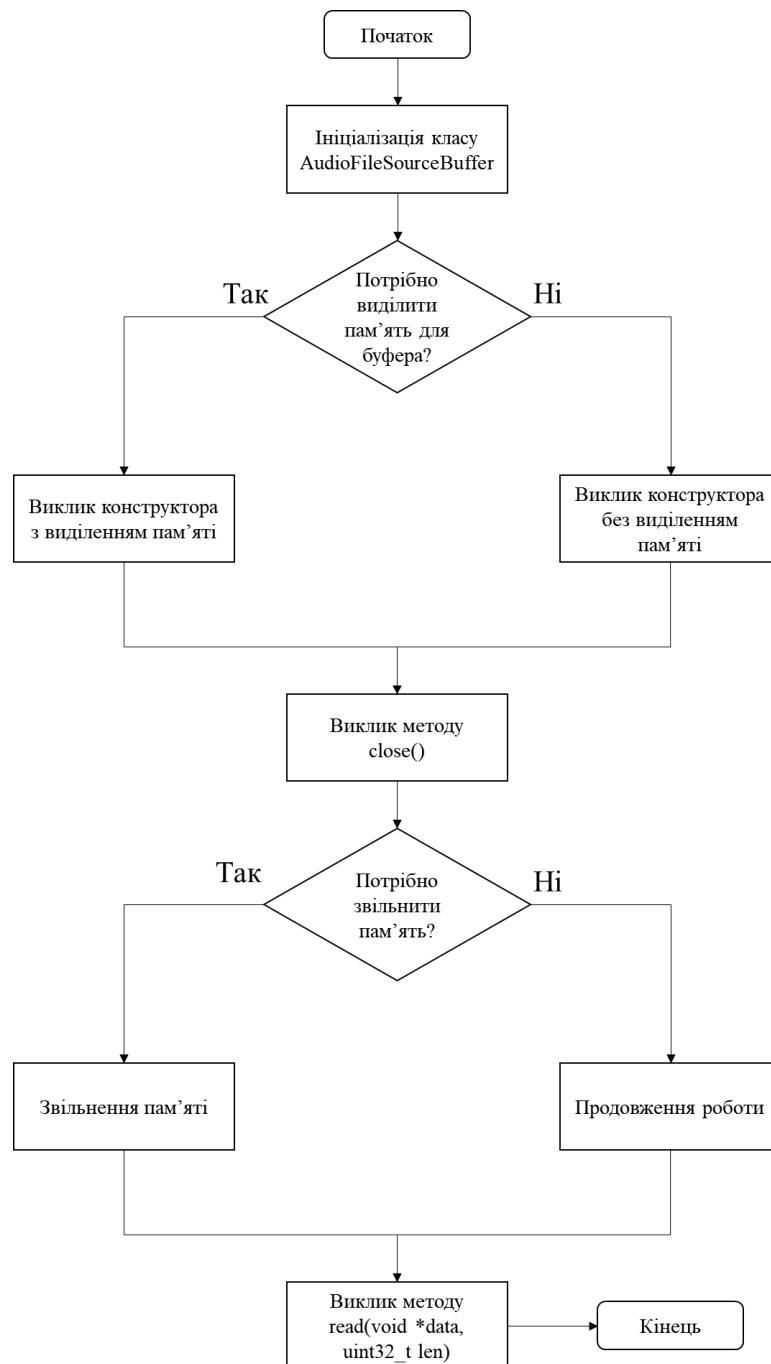 Початок
Ініціалізація класу
AudioFileSourceBuffer
Потрібно
виділити
пам’ять для
буфера?
Так
Ні
Виклик конструктора
з виділенням пам’яті
Виклик конструктора
без виділенням
пам’яті
Виклик методу
close()
Потрібно
звільнити
пам’ять?
Так
Ні
Звільнення пам’яті
Продовження роботи
Виклик методу
read(void *data,
uint32_t len)
Кінець